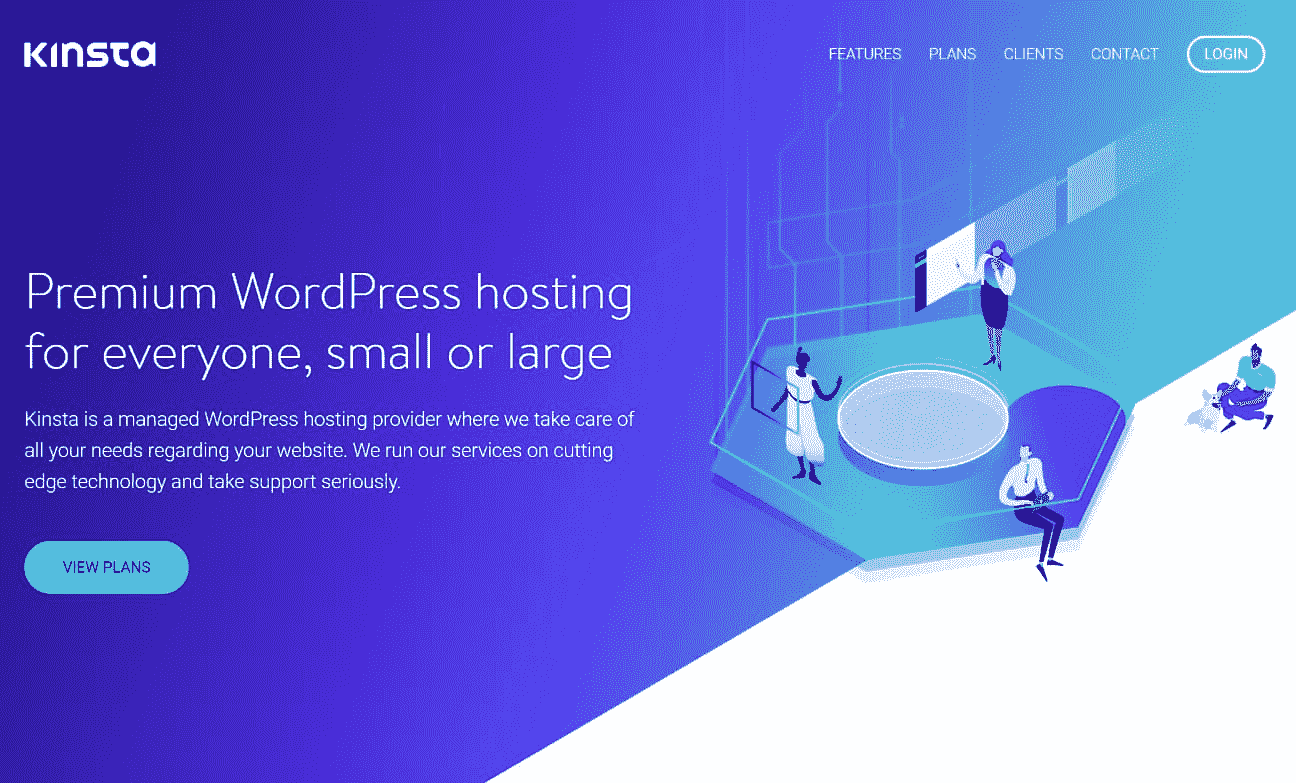 KINSTA
FEATURES PLANS CLIENTS CONTACT LOGIN
Premium WordPress hosting
for everyone, small or large
Kinsta is a managed WordPress hosting provider where we take care of
all your needs regarding your website. We run our services on cutting
edge technology and take support seriously.
VIEW PLANS